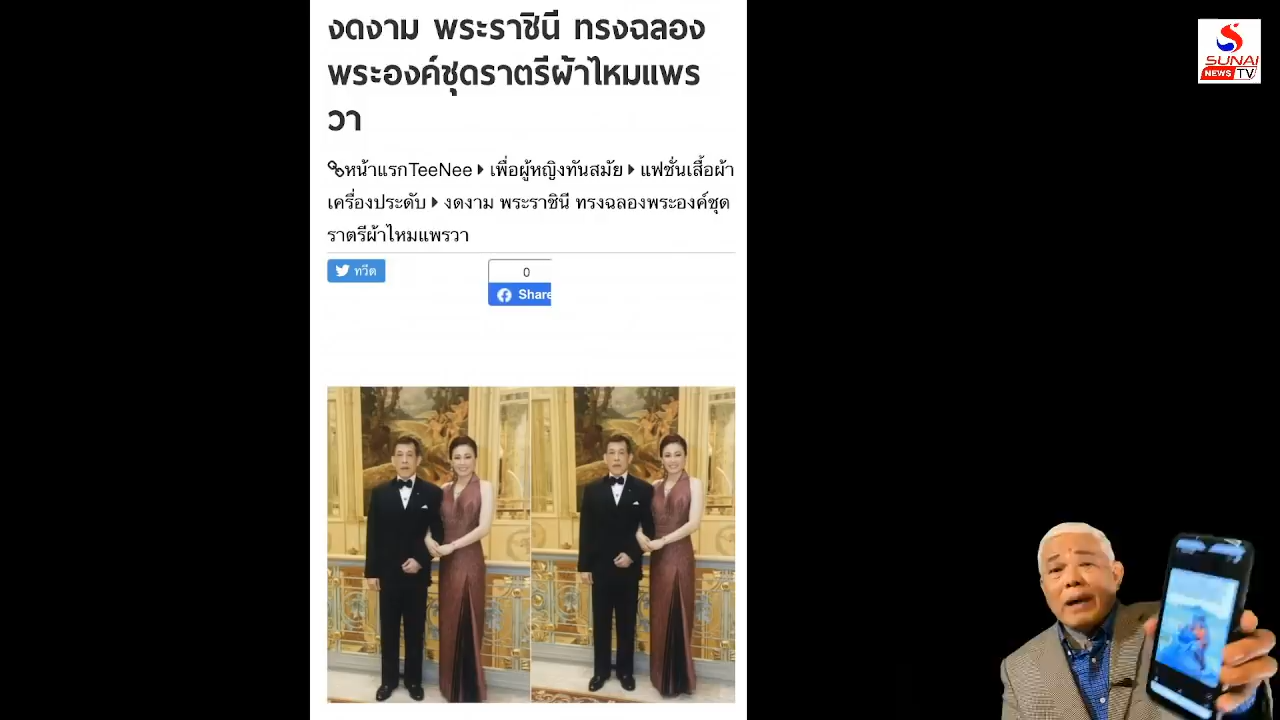 งดงาม พระราชินี ทรงฉลอง
พระองค์ชุดราตรีผ้าไหมแพร
วา
หน้าแรกTeeNee เพื่อผู้หญิงทันสมัย แฟชั่นเสื้อผ้า
เครื่องประดับ งดงาม พระราชินี ทรงฉลองพระองค์ชุด
ราตรีผ้าไหมแพรวา
ทวีต
0
Share
SUNAI
NEWS TV